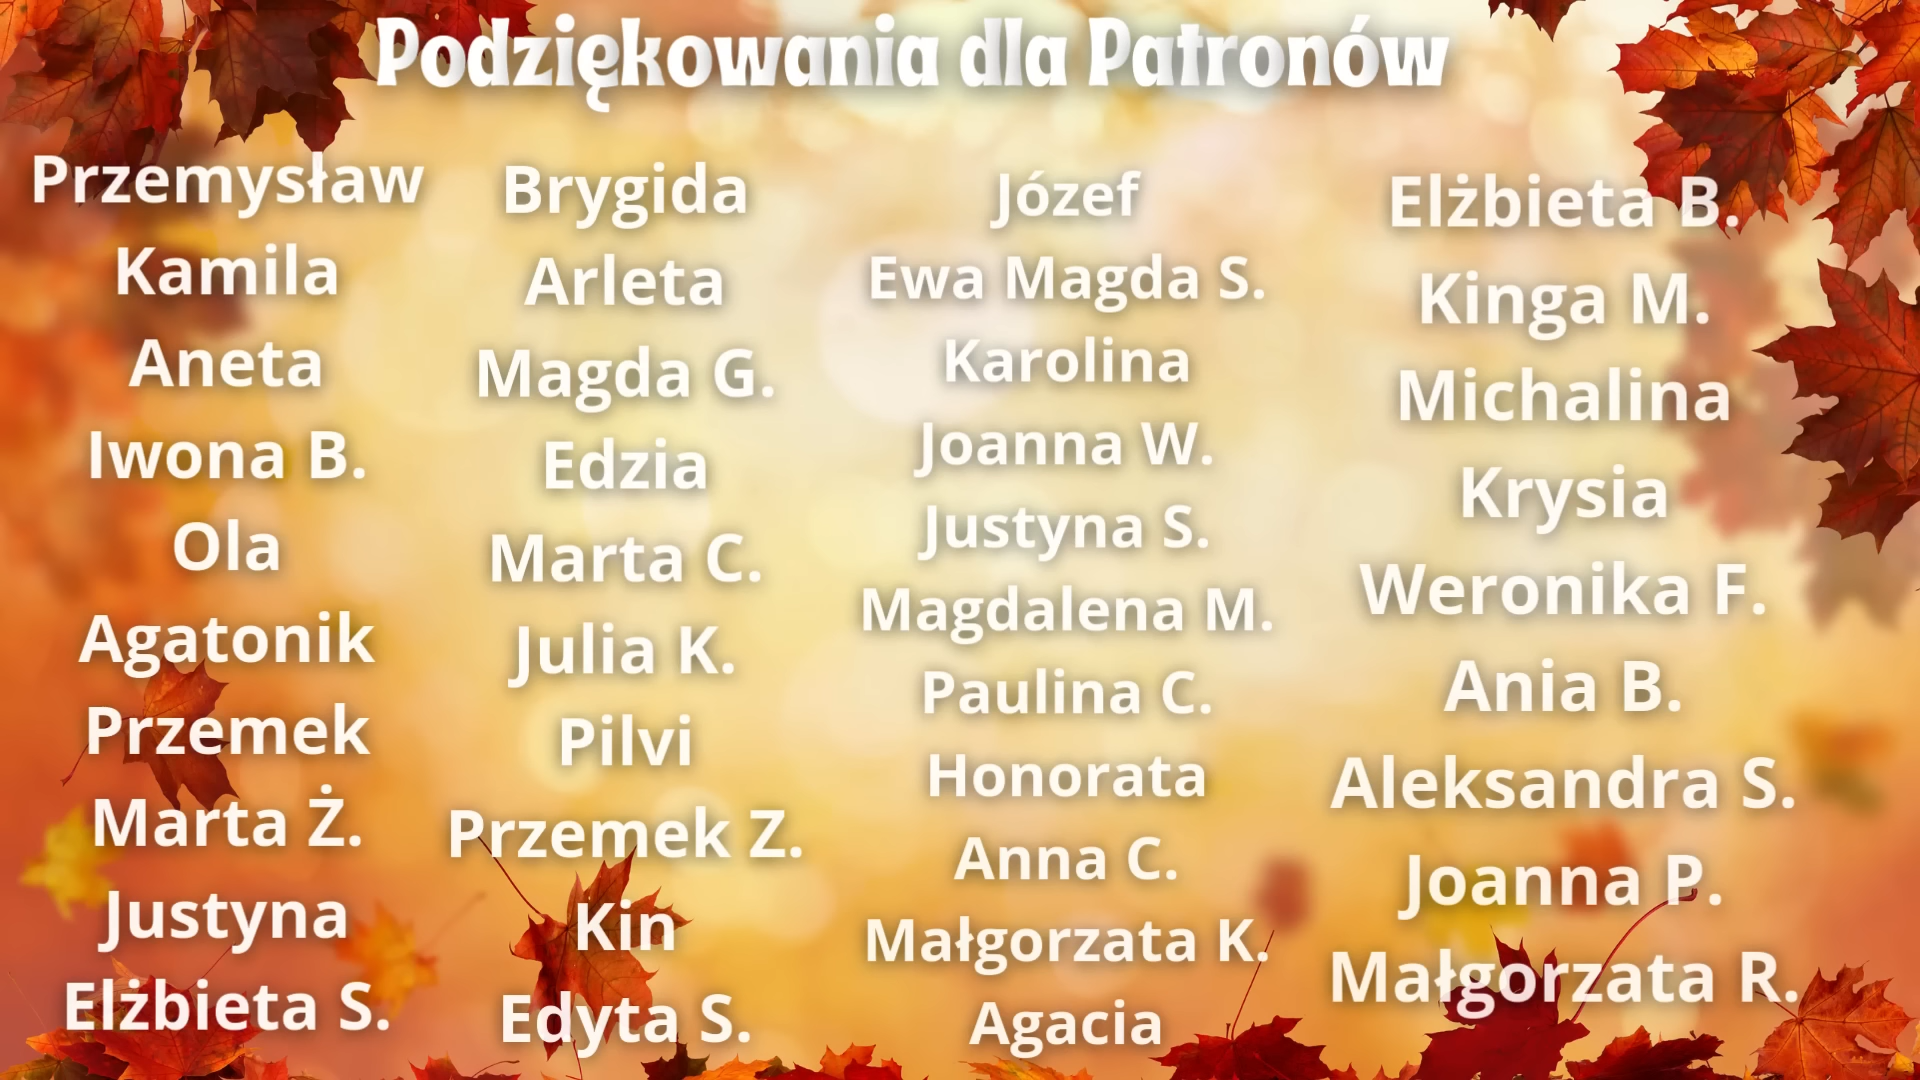 Podziękowania dla Patronów
Przemysław
Kamila
Aneta
Iwona B.
Ola
Agatonik
Przemek
Marta Ż.
Justyna
Elżbieta S.
Brygida
Arleta
Magda G.
Edzia
Marta C.
Julia K.
Pilvi
Przemek Z.
Kin
Edyta S.
Józef
Ewa Magda S.
Karolina
Joanna W.
Justyna S.
Magdalena M.
Paulina C.
Honorata
Anna C.
Małgorzata K.
Agacia
Elżbieta B.
Kinga M.
Michalina
Krysia
Weronika F.
Ania B.
Aleksandra S.
Joanna P.
Małgorzata R.